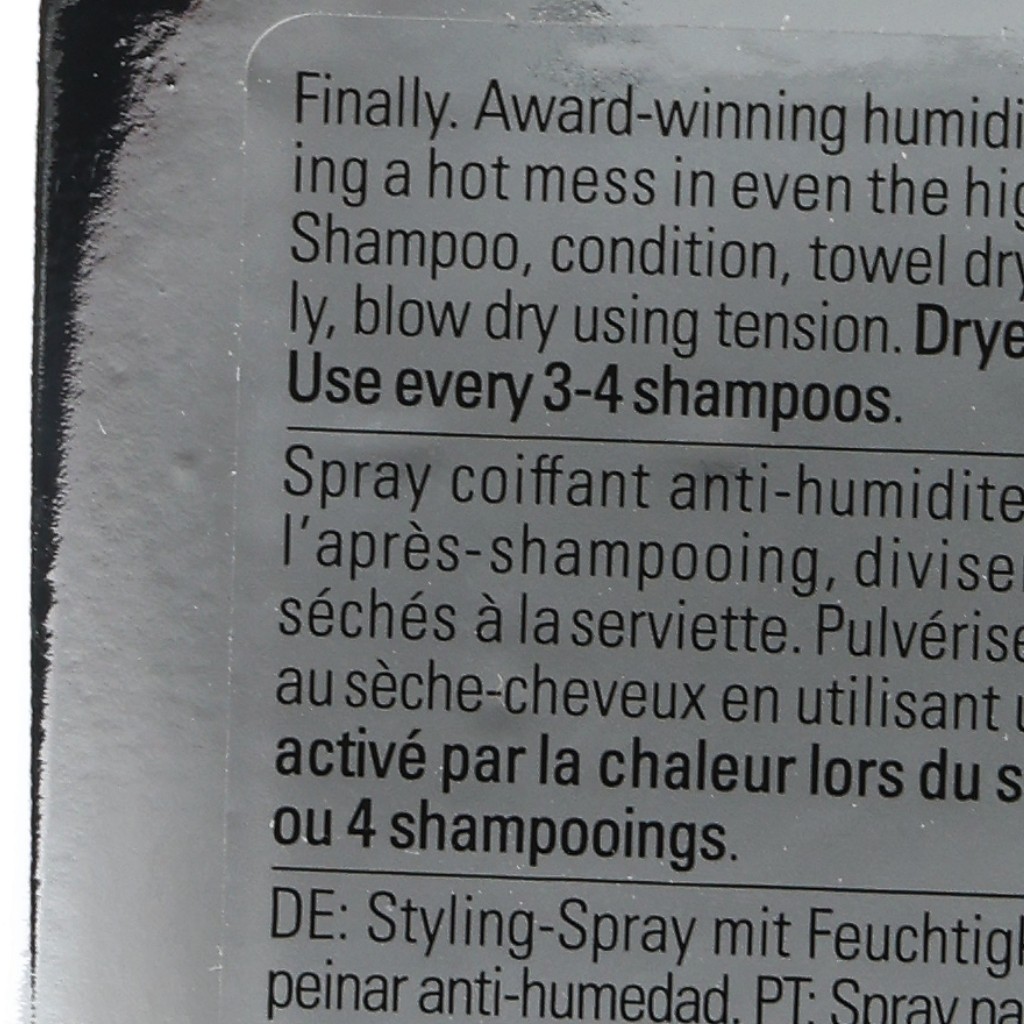 Finally. Award-winning humidi
ing a hot mess in even the hig
Shampoo, condition, towel dry
ly, blow dry using tension. Drye
Use every 3-4 shampoos.
Spray coiffant anti-humidite
l'après-shampooing, diviser
séchés à la serviette. Pulvérise
au sèche-cheveux en utilisant u
activé par la chaleur lors du s
ou 4 shampooings.
DE: Styling-Spray mit Feuchtigk
peinar anti-humedad. PT: Spray pa